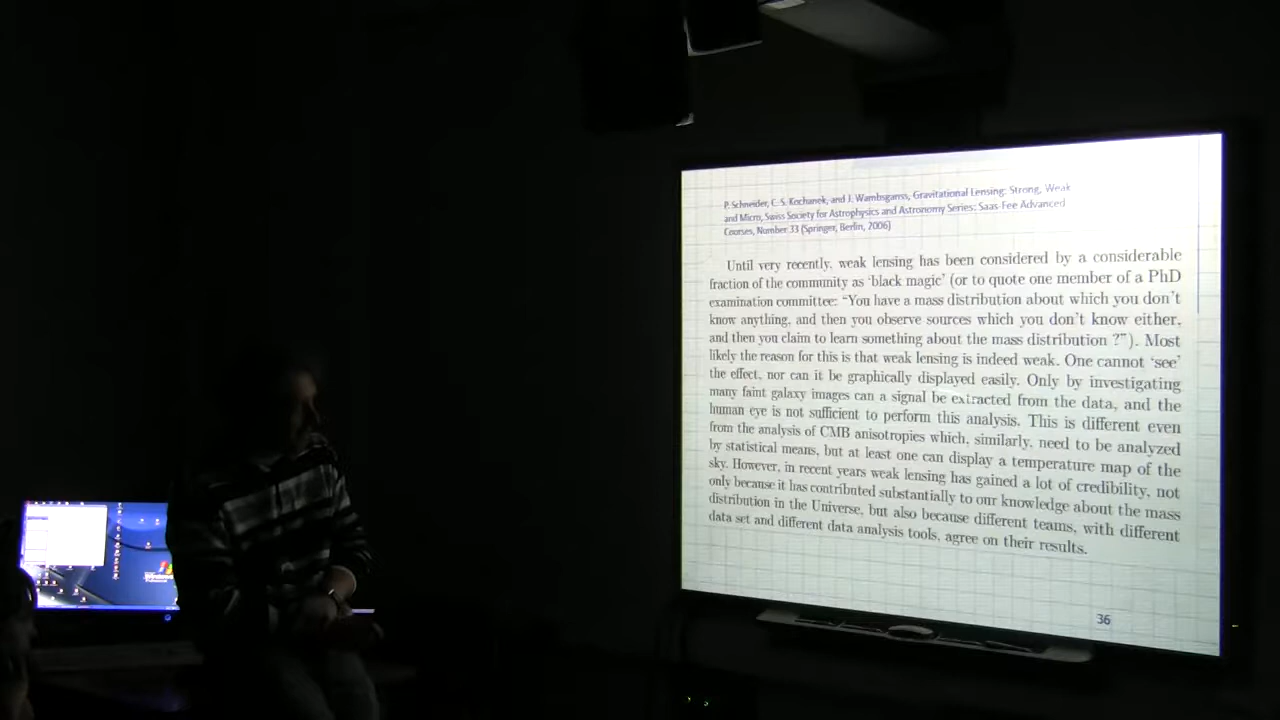 P. Schneider, C. S. Kochanek, and J. Wambsganss, Gravitational Lensing: Strong, Weak
and Micro, Swiss Society for Astrophysics and Astronomy Series: Saas-Fee Advanced
Courses, Number 33 (Springer, Berlin, 2006)
Until very recently, weak lensing has been considered by a considerable
fraction of the community as ‘black magic’ (or to quote one member of a PhD
examination committee: “You have a mass distribution about which you don’t
know anything, and then you observe sources which you don’t know either,
and then you claim to learn something about the mass distribution ?”). Most
likely the reason for this is that weak lensing is indeed weak. One cannot ‘see’
the effect, nor can it be graphically displayed easily. Only by investigating
many faint galaxy images can a signal be extracted from the data, and the
human eye is not sufficient to perform this analysis. This is different even
from the analysis of CMB anisotropies which, similarly, need to be analyzed
by statistical means, but at least one can display a temperature map of the
sky. However, in recent years weak lensing has gained a lot of credibility, not
only because it has contributed substantially to our knowledge about the mass
distribution in the Universe, but also because different teams, with different
data set and different data analysis tools, agree on their results.
36